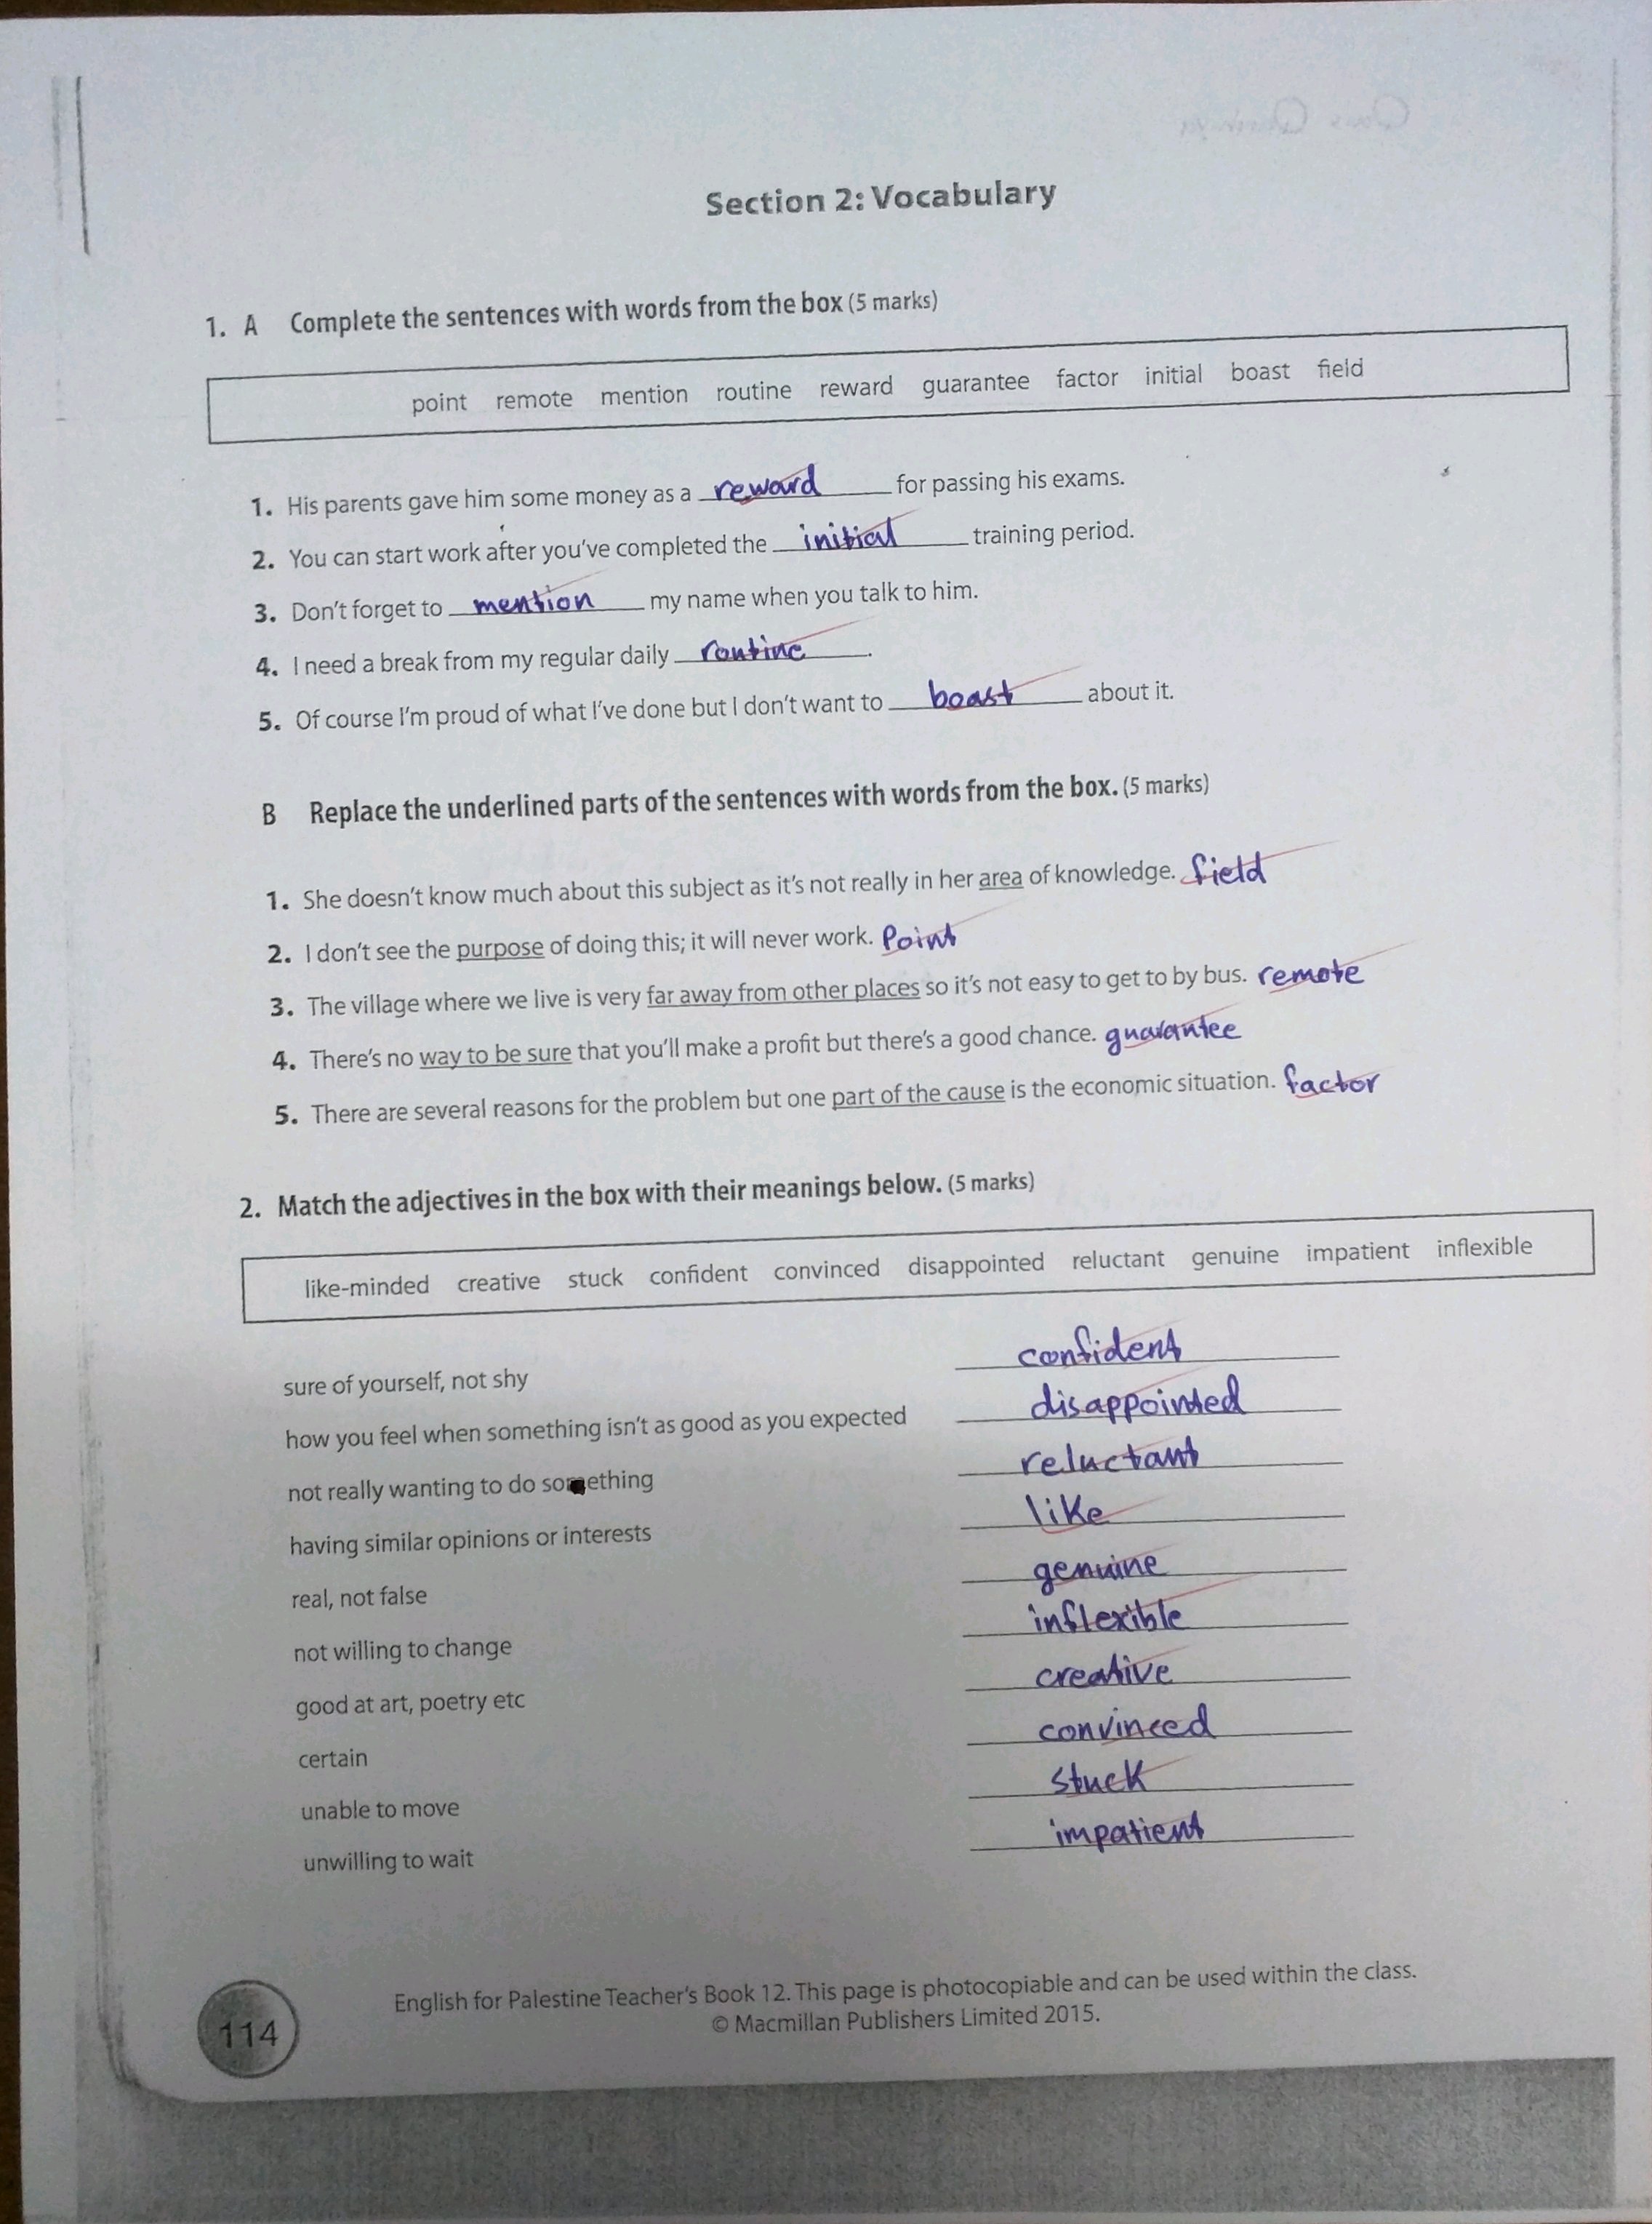 Section 2: Vocabulary
1. A Complete the sentences with words from the box (5 marks)
point remote mention routine reward guarantee factor initial boast field
1. His parents gave him some money as a reward for passing his exams.
2. You can start work after you've completed the initial training period.
3. Don't forget to mention my name when you talk to him.
4. I need a break from my regular daily routine.
5. Of course I'm proud of what I've done but I don't want to boast about it.
B Replace the underlined parts of the sentences with words from the box. (5 marks)
1. She doesn't know much about this subject as it's not really in her area of knowledge. field
2. I don't see the purpose of doing this; it will never work. Point
3. The village where we live is very far away from other places so it's not easy to get to by bus. remote
4. There's no way to be sure that you'll make a profit but there's a good chance. guarantee
5. There are several reasons for the problem but one part of the cause is the economic situation. factor
2. Match the adjectives in the box with their meanings below. (5 marks)
like-minded creative stuck confident convinced disappointed reluctant genuine impatient inflexible
sure of yourself, not shy confident
how you feel when something isn't as good as you expected disappointed
not really wanting to do something reluctant
having similar opinions or interests like
real, not false genuine
not willing to change inflexible
good at art, poetry etc creative
certain convinced
unable to move stuck
unwilling to wait impatient
114
English for Palestine Teacher's Book 12. This page is photocopiable and can be used within the class.
© Macmillan Publishers Limited 2015.